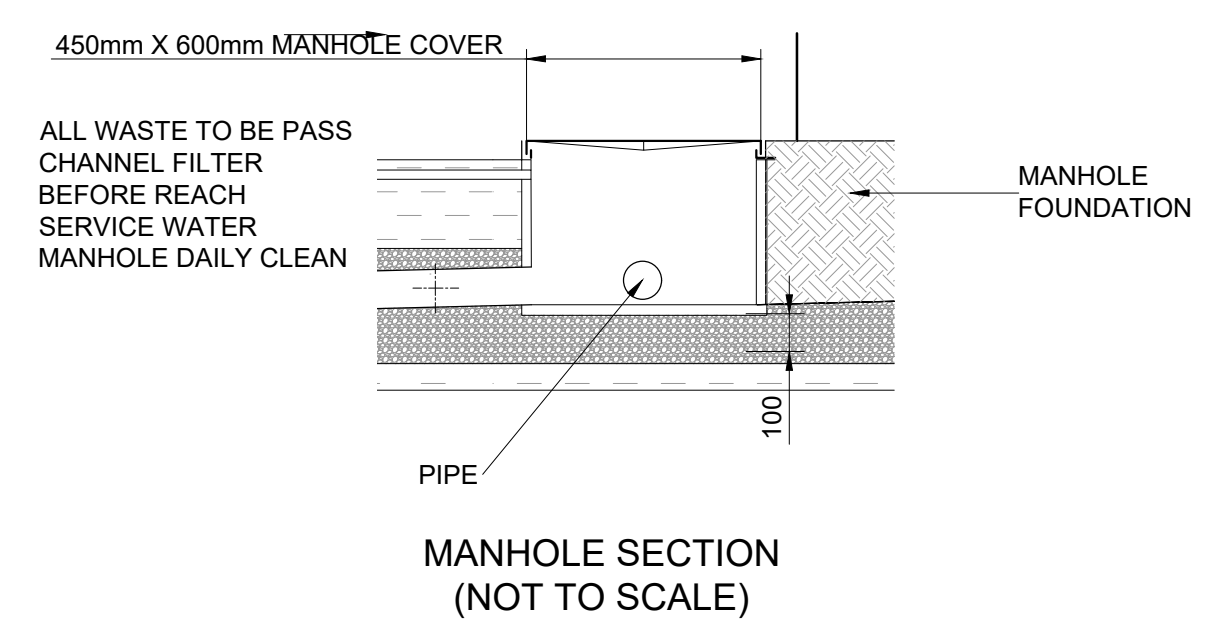 450mm X 600mm MANHOLE COVER
ALL WASTE TO BE PASS
CHANNEL FILTER
BEFORE REACH
SERVICE WATER
MANHOLE DAILY CLEAN
MANHOLE
FOUNDATION
100
PIPE
MANHOLE SECTION
(NOT TO SCALE)